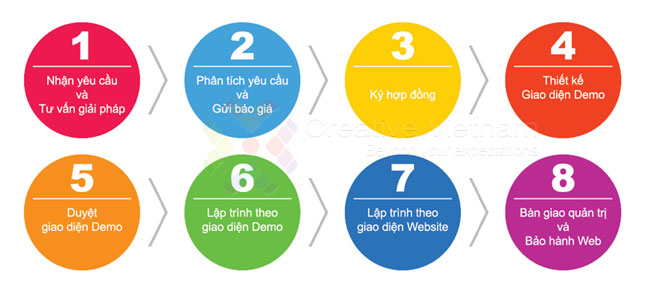 1
Nhận yêu cầu
và
Tư vấn giải pháp
2
Phân tích yêu cầu
và
Gửi báo giá
3
Ký hợp đồng
4
Thiết kế
Giao diện Demo
Creative Vietnam
Beyond your expectations
5
Duyệt
giao diện Demo
6
Lập trình theo
giao diện Demo
7
Lập trình theo
giao diện Website
8
Bàn giao quản trị
và
Bảo hành Web